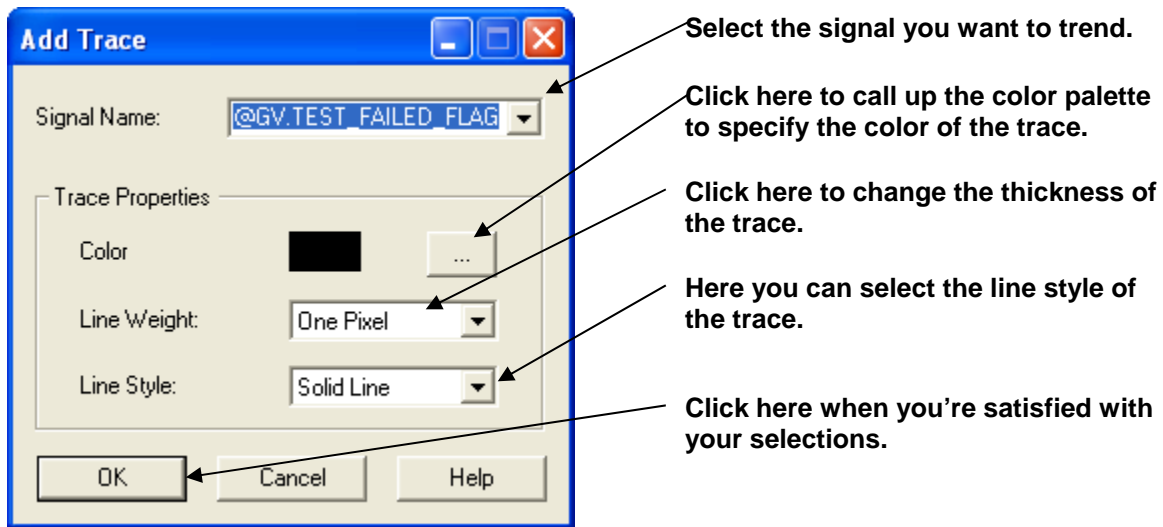 Add Trace
Select the signal you want to trend.
Signal Name:
@GV.TEST_FAILED_FLAG
Click here to call up the color palette
to specify the color of the trace.
Trace Properties
Click here to change the thickness of
the trace.
Color
...
Here you can select the line style of
the trace.
Line Weight:
One Pixel
Line Style:
Solid Line
Click here when you’re satisfied with
your selections.
OK
Cancel
Help